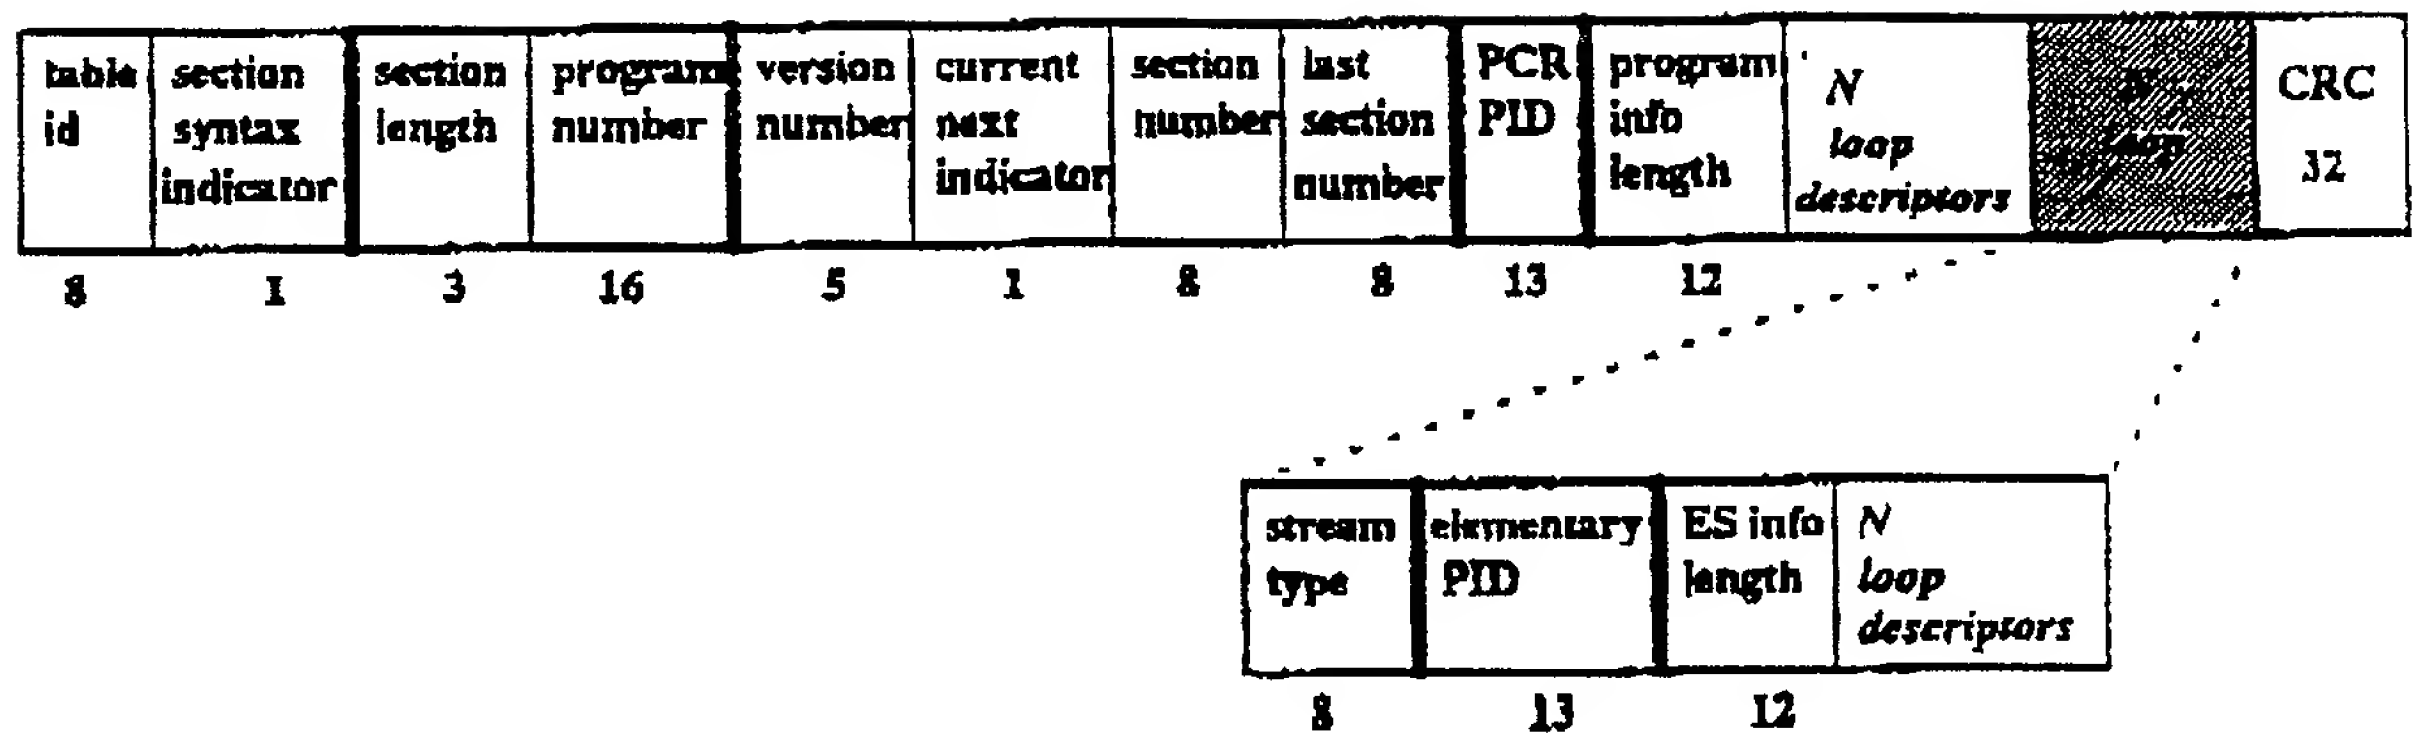 table
id
section
syntax
indicator
section
length
program
number
version
number
current
next
indicator
section
number
last
section
number
PCR
PID
program
info
length
N
loop
descriptors
N
loop
CRC
32
8
1
3
16
5
1
8
8
13
12
stream
type
elementary
PID
ES info
length
N
loop
descriptors
8
13
12